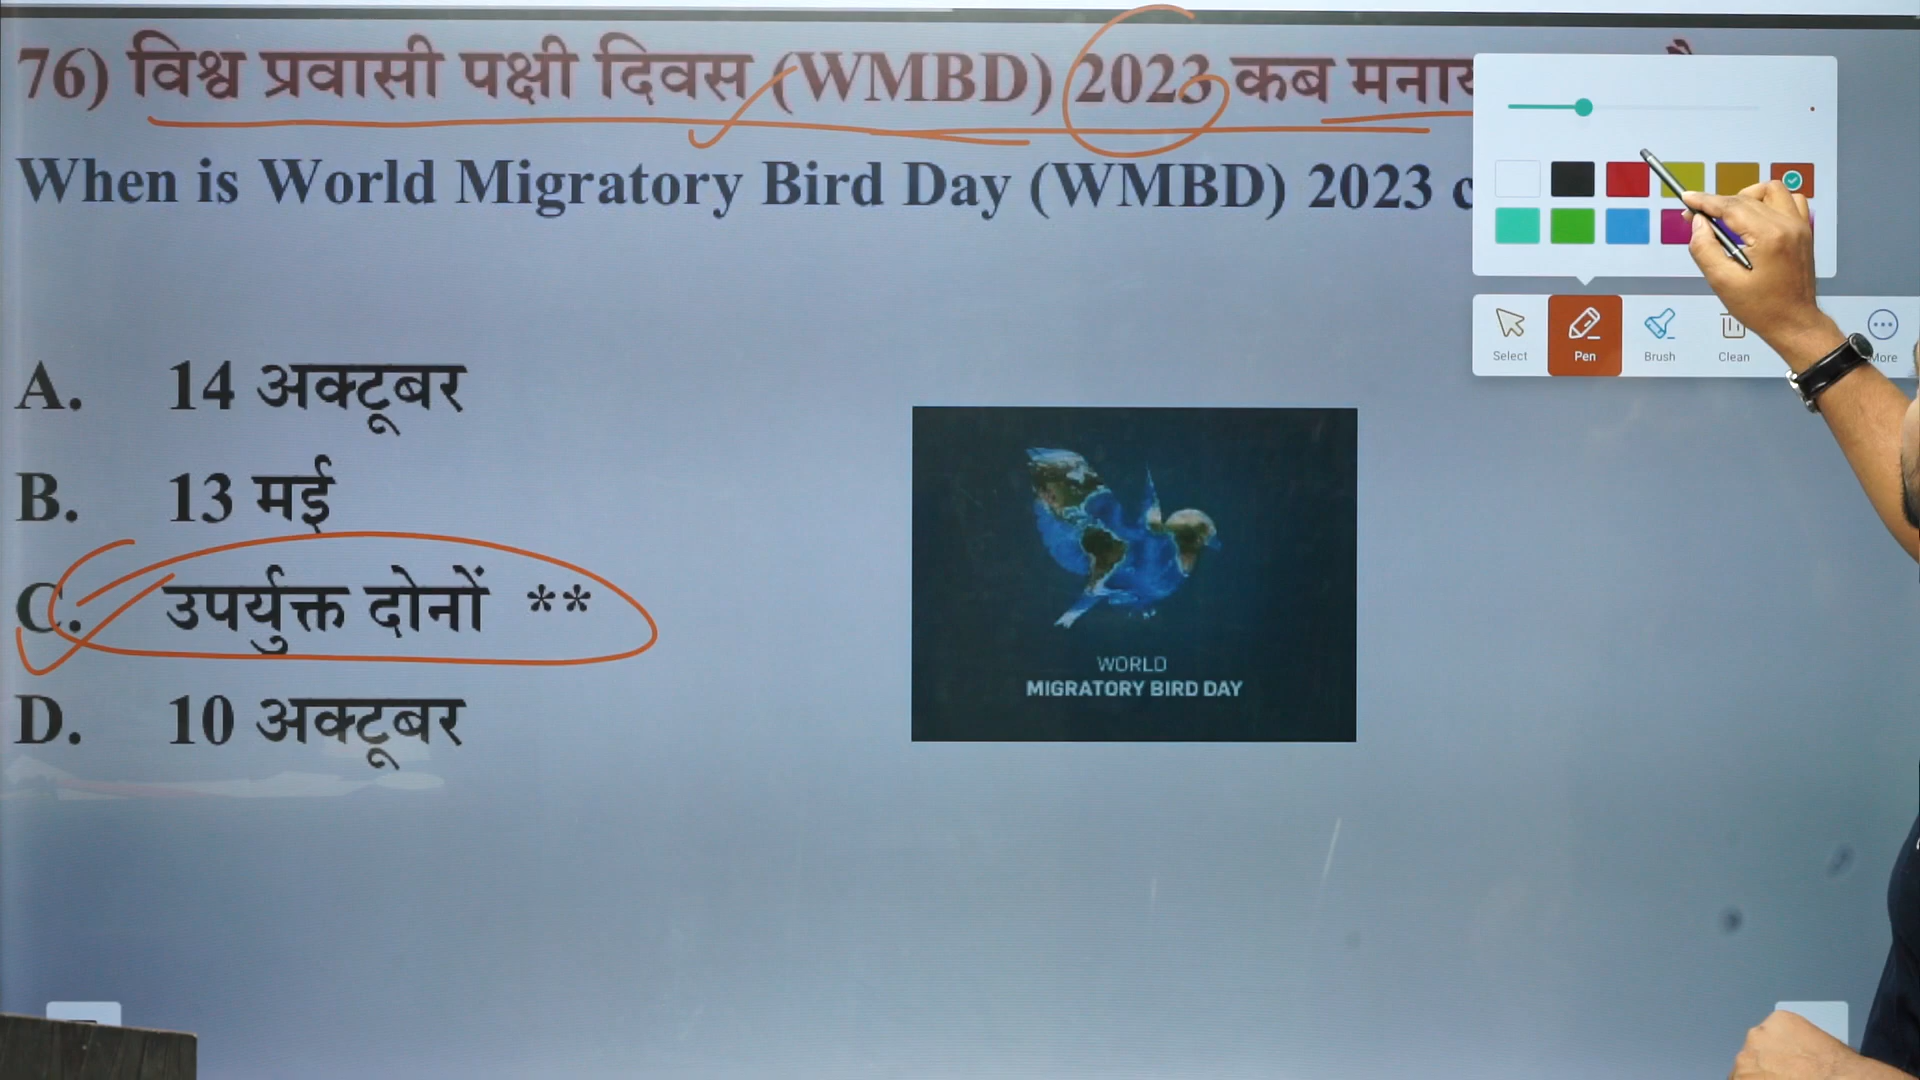 76) विश्व प्रवासी पक्षी दिवस (WMBD) 2023 कब
When is World Migratory Bird Day (WMBD) 2023
A. 14 अक्टूबर
B. 13 मई
C. उपर्युक्त दोनों **
D. 10 अक्टूबर
WORLD
MIGRATORY BIRD DAY
Select Pen Brush Clean More